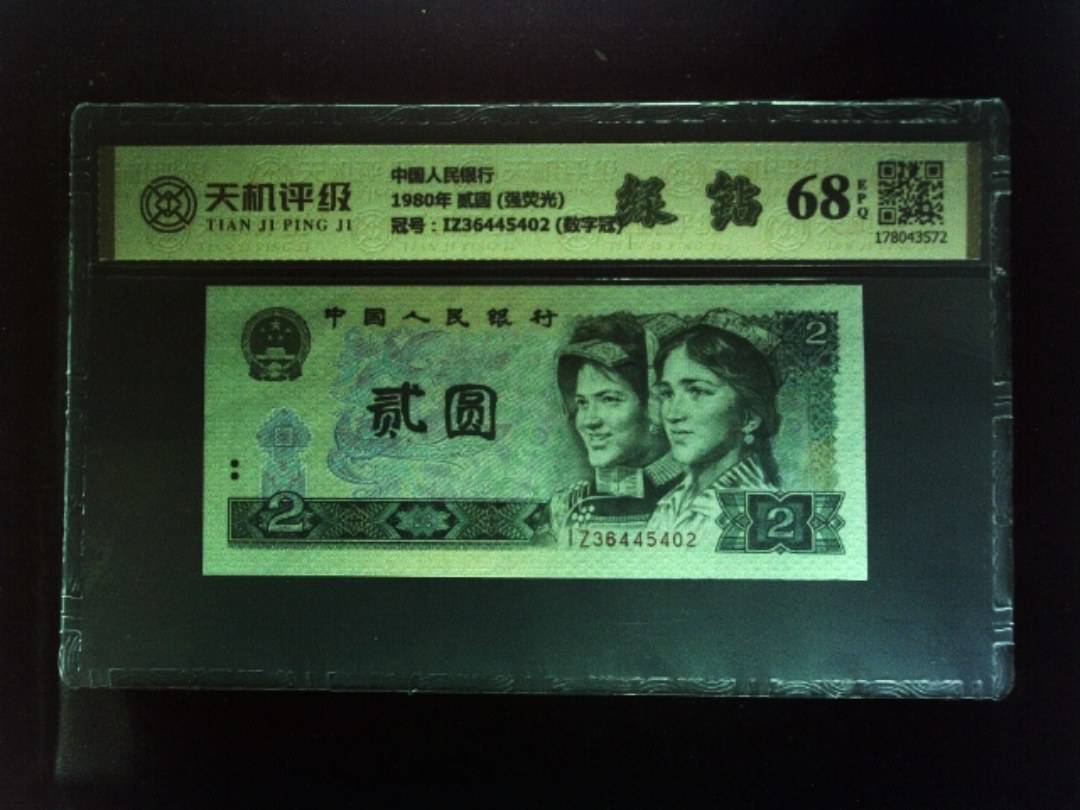 天机评级
TIAN JI PING JI
中国人民银行
1980年 贰圆 (强荧光)
冠号：IZ36445402 (数字冠)
绿钻
68
EPQ
178043572
中国人民银行
贰圆
2
2
IZ36445402
2